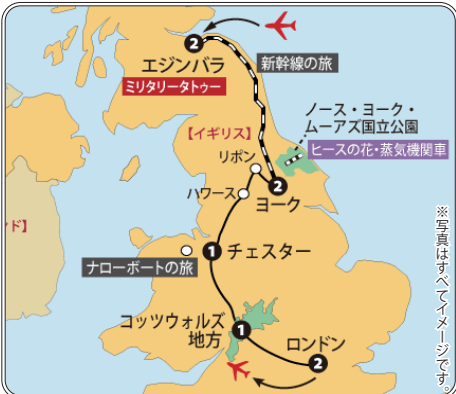 2
エジンバラ
ミリタリータトゥー
新幹線の旅
ノース・ヨーク・
ムーアズ国立公園
ヒースの花・蒸気機関車
【イギリス】
リポン
2
ヨーク
ハワース
ド】
1
チェスター
ナローボートの旅
コッツウォルズ
地方
1
ロンドン
2
※写真はすべてイメージです。